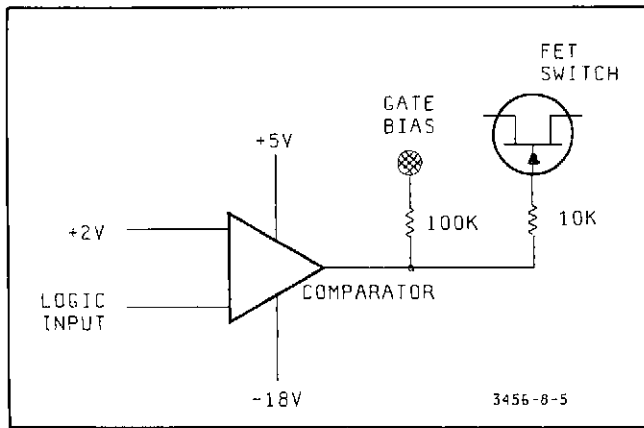 FET
SWITCH
GATE
BIAS
+5V
100K
10K
+2V
COMPARATOR
LOGIC
INPUT
-18V
3456-8-5